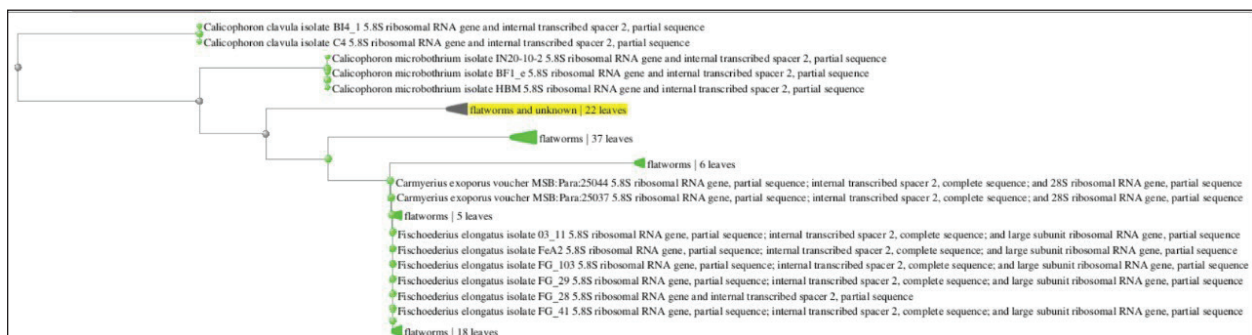 Calicophoron clavula isolate BI4_1 5.8S ribosomal RNA gene and internal transcribed spacer 2, partial sequence
Calicophoron clavula isolate C4 5.8S ribosomal RNA gene and internal transcribed spacer 2, partial sequence
Calicophoron microbothrium isolate IN20-10-2 5.8S ribosomal RNA gene and internal transcribed spacer 2, partial sequence
Calicophoron microbothrium isolate BF1_e 5.8S ribosomal RNA gene and internal transcribed spacer 2, partial sequence
Calicophoron microbothrium isolate HBM 5.8S ribosomal RNA gene and internal transcribed spacer 2, partial sequence
flatworms and unknown | 22 leaves
flatworms | 37 leaves
flatworms | 6 leaves
Carmyerius exoporus voucher MSB:Para:25044 5.8S ribosomal RNA gene, partial sequence; internal transcribed spacer 2, complete sequence; and 28S ribosomal RNA gene, partial sequence
Carmyerius exoporus voucher MSB:Para:25037 5.8S ribosomal RNA gene, partial sequence; internal transcribed spacer 2, complete sequence; and 28S ribosomal RNA gene, partial sequence
flatworms | 5 leaves
Fischoederius elongatus isolate 03_11 5.8S ribosomal RNA gene, partial sequence; internal transcribed spacer 2, complete sequence; and large subunit ribosomal RNA gene, partial sequence
Fischoederius elongatus isolate FeA2 5.8S ribosomal RNA gene, partial sequence; internal transcribed spacer 2, complete sequence; and large subunit ribosomal RNA gene, partial sequence
Fischoederius elongatus isolate FG_103 5.8S ribosomal RNA gene, partial sequence; internal transcribed spacer 2, complete sequence; and large subunit ribosomal RNA gene, partial sequence
Fischoederius elongatus isolate FG_29 5.8S ribosomal RNA gene, partial sequence; internal transcribed spacer 2, complete sequence; and large subunit ribosomal RNA gene, partial sequence
Fischoederius elongatus isolate FG_28 5.8S ribosomal RNA gene and internal transcribed spacer 2, partial sequence
Fischoederius elongatus isolate FG_41 5.8S ribosomal RNA gene, partial sequence; internal transcribed spacer 2, complete sequence; and large subunit ribosomal RNA gene, partial sequence
flatworms | 18 leaves